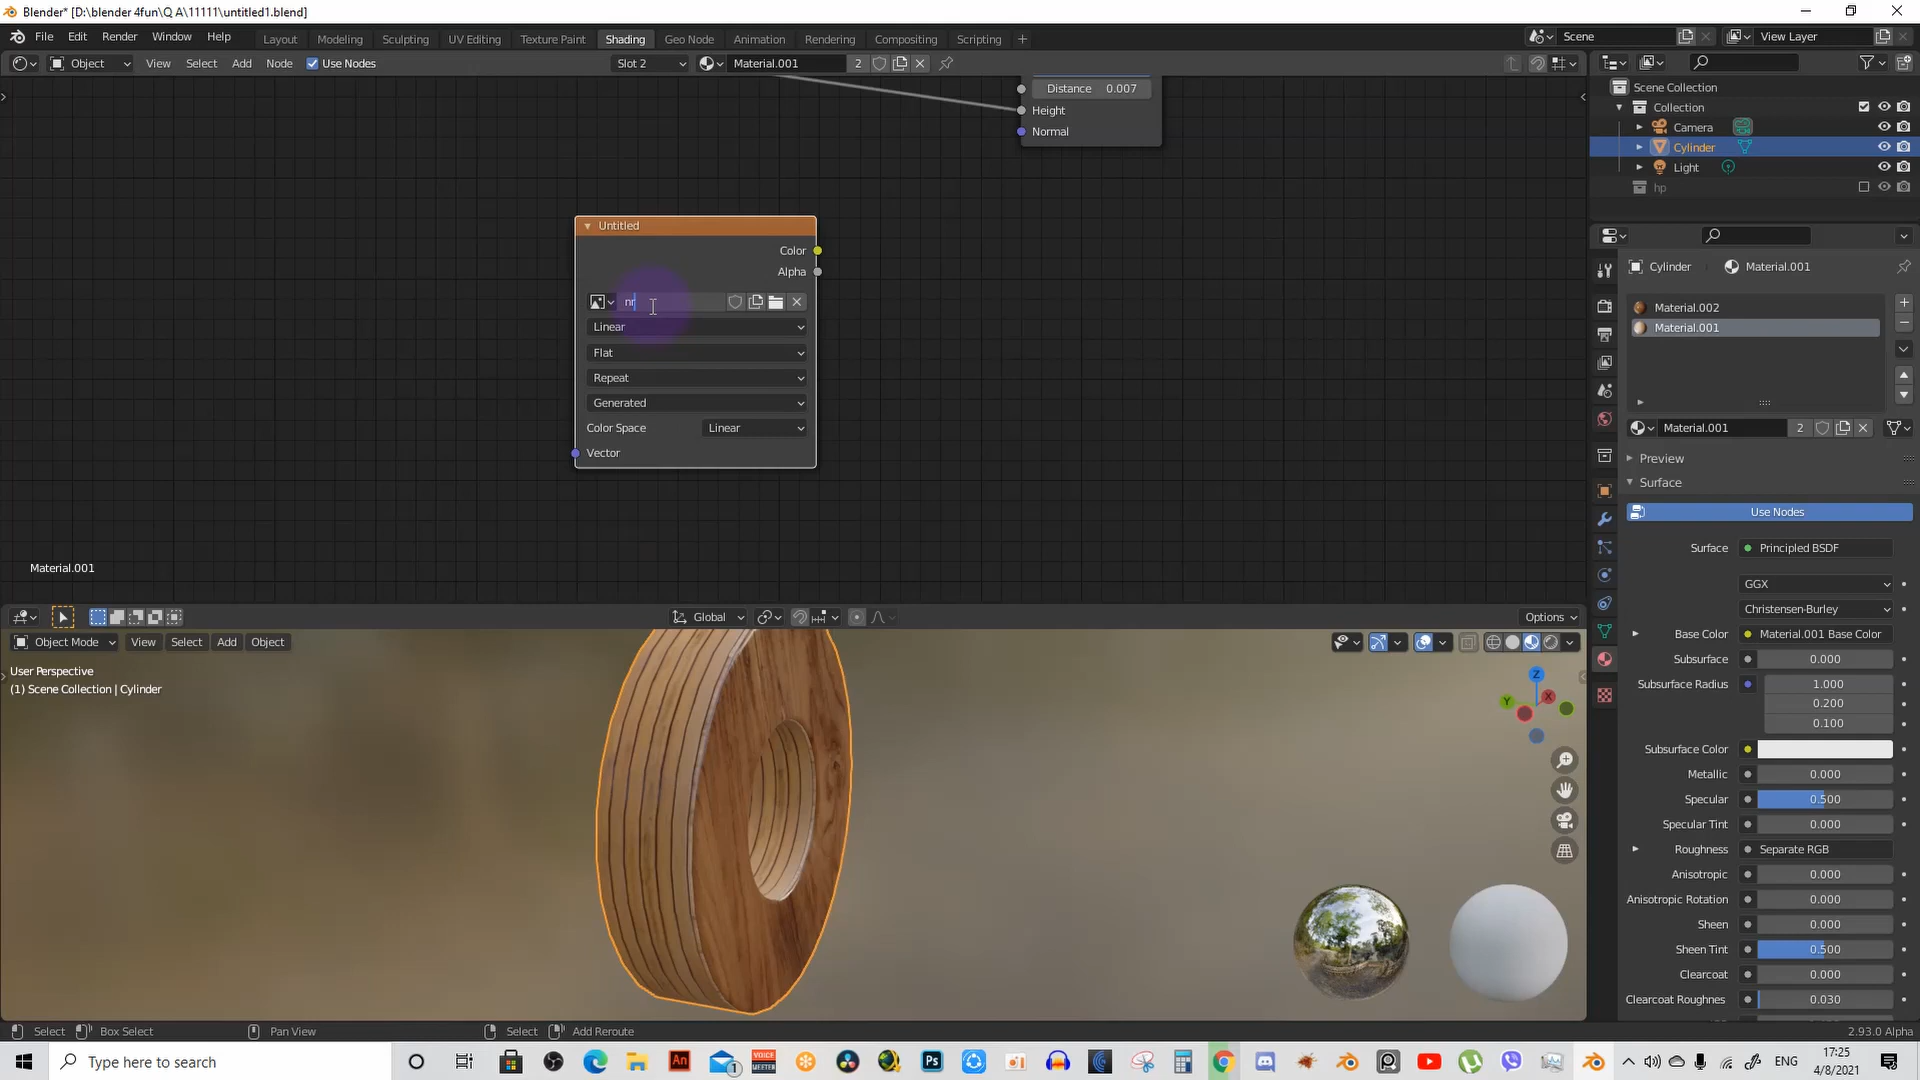 Blender* [D:\blender 4fun\Q A\11111\untitled1.blend]
File Edit Render Window Help Layout Modeling Sculpting UV Editing Texture Paint Shading Geo Node Animation Rendering Compositing Scripting + Scene View Layer
Object View Select Add Node Use Nodes Slot 2 Material.001 2
Distance 0.007
Height
Normal
Untitled
Color
Alpha
nr
Linear
Flat
Repeat
Generated
Color Space Linear
Vector
Material.001
Scene Collection
Collection
Camera
Cylinder
Light
hp
Cylinder Material.001
Material.002
Material.001
Material.001 2
Preview
Surface
Use Nodes
Surface Principled BSDF
GGX
Christensen-Burley
Base Color Material.001 Base Color
Subsurface 0.000
Subsurface Radius 1.000
0.200
0.100
Subsurface Color
Metallic 0.000
Specular 0.500
Specular Tint 0.000
Roughness Separate RGB
Anisotropic 0.000
Anisotropic Rotation 0.000
Sheen 0.000
Sheen Tint 0.500
Clearcoat 0.000
Clearcoat Roughnes 0.030
Global Options
Object Mode View Select Add Object
User Perspective
(1) Scene Collection | Cylinder
Z
Y
X
Select Box Select Pan View Select Add Reroute 2.93.0 Alpha
Type here to search
An
VOICE MEETER
1
Ps
ai
ENG
17:25
4/8/2021